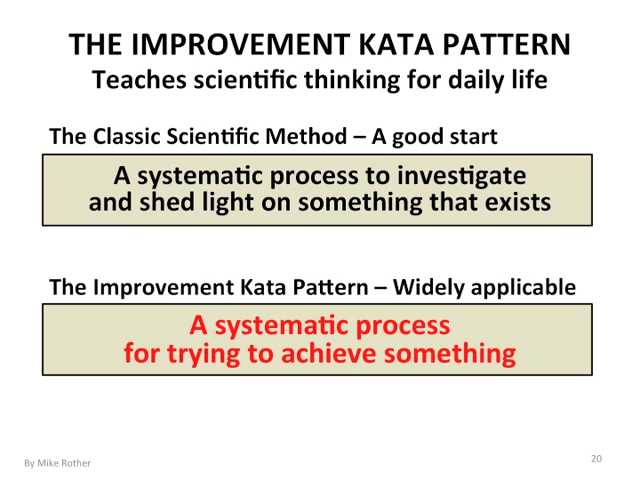 THE IMPROVEMENT KATA PATTERN
Teaches scientific thinking for daily life
The Classic Scientific Method – A good start
A systematic process to investigate
and shed light on something that exists
The Improvement Kata Pattern – Widely applicable
A systematic process
for trying to achieve something
By Mike Rother
20